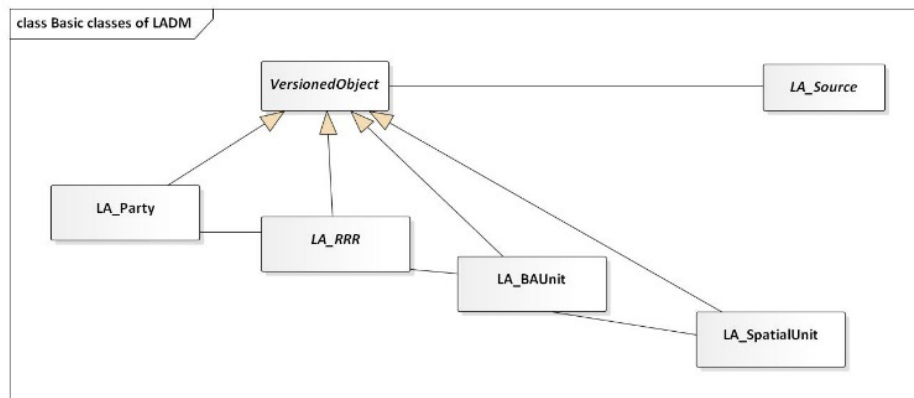 class Basic classes of LADM
VersionedObject
LA_Source
LA_Party
LA_RRR
LA_BAUnit
LA_SpatialUnit